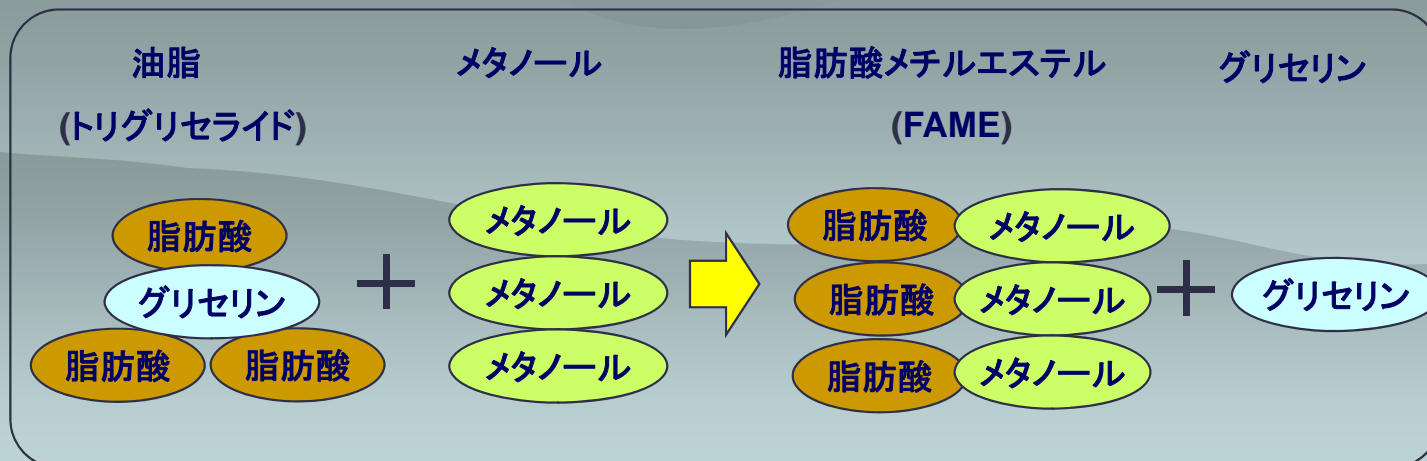 油脂 メタノール 脂肪酸メチルエステル グリセリン
(トリグリセライド) (FAME)
脂肪酸 メタノール 脂肪酸 メタノール
グリセリン メタノール 脂肪酸 メタノール グリセリン
脂肪酸 脂肪酸 メタノール 脂肪酸 メタノール